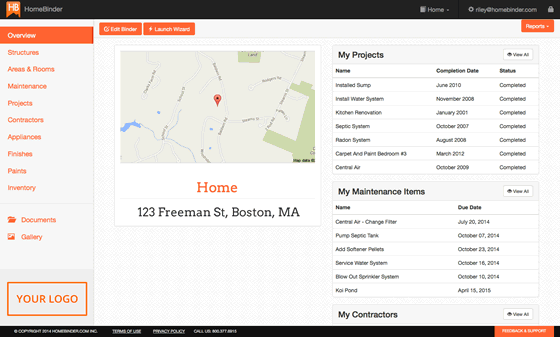 HB HomeBinder
Home
riley@homebinder.com
Overview
Structures
Areas & Rooms
Maintenance
Projects
Contractors
Appliances
Finishes
Paints
Inventory
Documents
Gallery
YOUR LOGO
Edit Binder
Launch Wizard
Reports
Map data ©
Home
123 Freeman St, Boston, MA
My Projects
View All
Name Completion Date Status
Installed Sump June 2010 Completed
Install Water System November 2008 Completed
Kitchen Renovation January 2001 Completed
Septic System October 2007 Completed
Radon System August 2008 Completed
Carpet And Paint Bedroom #3 March 2012 Completed
Central Air October 2009 Completed
My Maintenance Items
View All
Name Due Date
Central Air - Change Filter July 20, 2014
Pump Septic Tank October 07, 2014
Add Softener Pellets October 23, 2014
Service Water System October 16, 2014
Blow Out Sprinkler System October 10, 2014
Koi Pond April 15, 2015
My Contractors
View All
© COPYRIGHT 2014 HOMEBINDER.COM INC. TERMS OF USE PRIVACY POLICY CALL US: 800.377.6915
FEEDBACK & SUPPORT